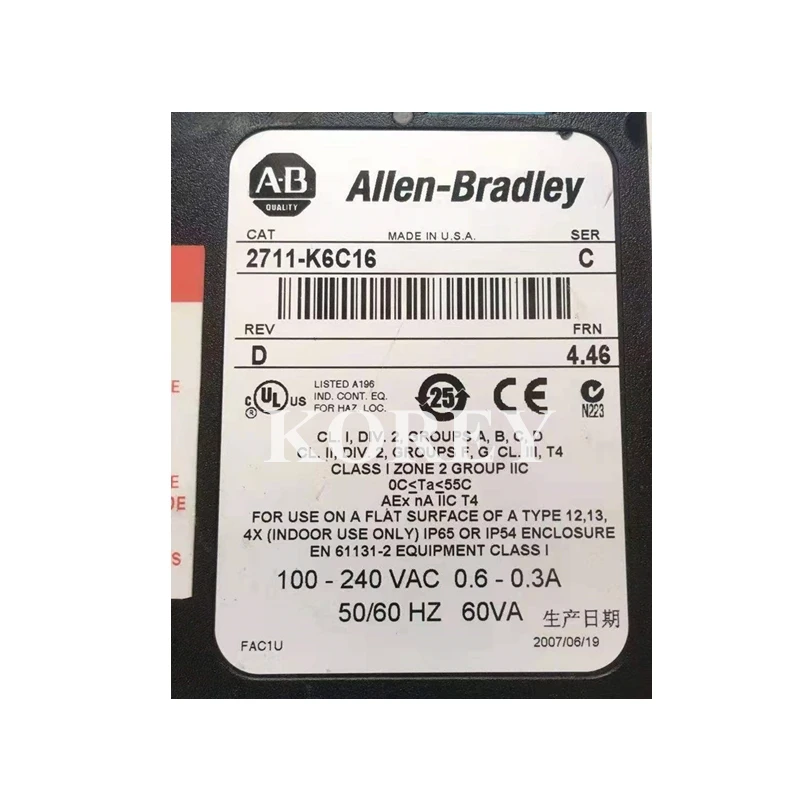 A-B
QUALITY
Allen-Bradley
CAT MADE IN U.S.A. SER
2711-K6C16 C
REV FRN
D 4.46
c UL US
®
LISTED A196
IND. CONT. EQ.
FOR HAZ. LOC.
25
CE
N223
KOREY
CL. I, DIV. 2, GROUPS A, B, C, D
CL. II, DIV. 2, GROUPS F, G, CL. III, T4
CLASS I ZONE 2 GROUP IIC
0C≤Ta≤55C
AEx nA IIC T4
FOR USE ON A FLAT SURFACE OF A TYPE 12,13,
4X (INDOOR USE ONLY) IP65 OR IP54 ENCLOSURE
EN 61131-2 EQUIPMENT CLASS I
100 - 240 VAC 0.6 - 0.3A
50/60 HZ 60VA 生产日期
FAC1U 2007/06/19
E
E
DE
S